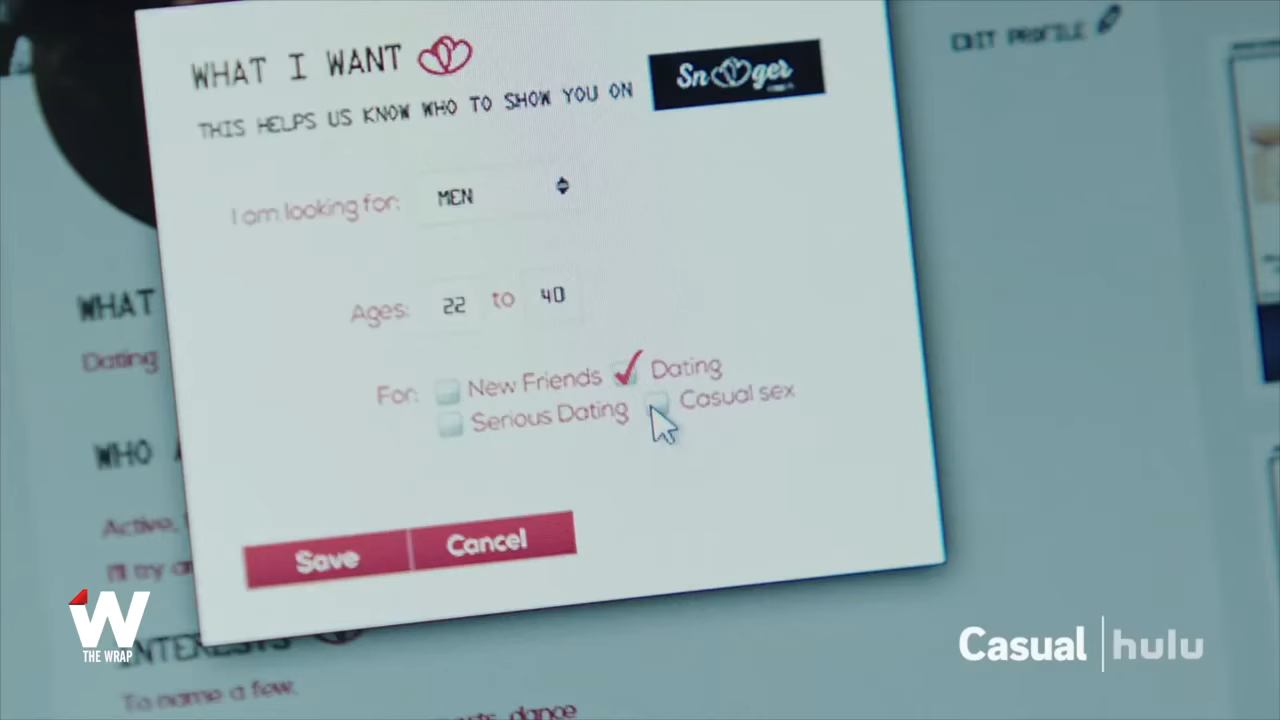 WHAT I WANT
THIS HELPS US KNOW WHO TO SHOW YOU ON
EDIT PROFILE
I am looking for: MEN
Ages: 22 to 40
For: New Friends Dating
Serious Dating Casual sex
Save Cancel
WHAT
Dating
WHO
Active,
I'll try
INTERESTS
To name a few.
dance
W
THE WRAP
Casual hulu